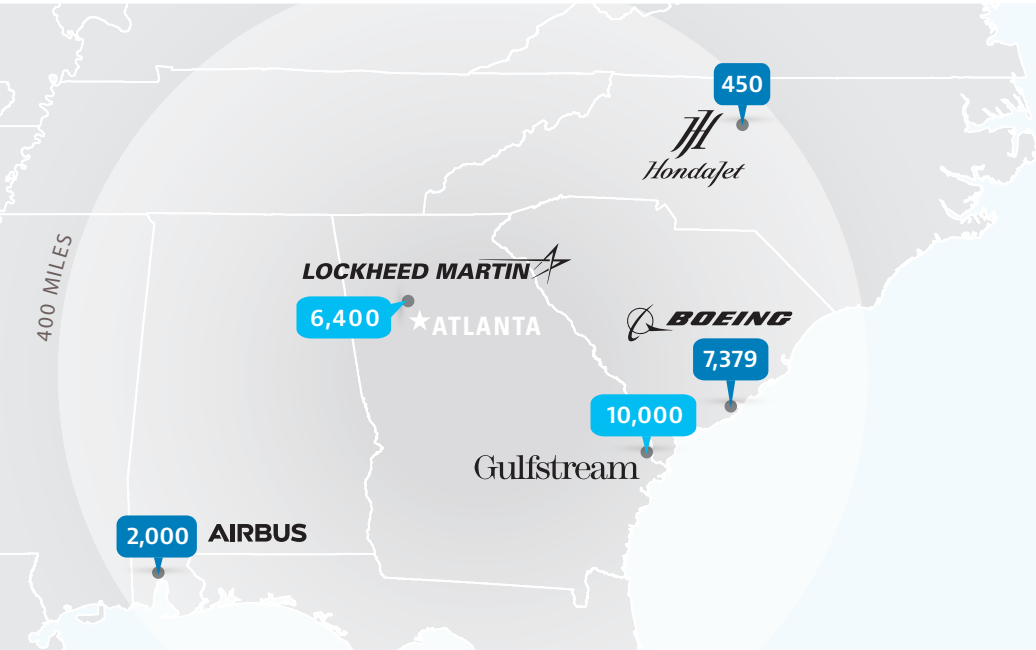 450
HondaJet
400 MILES
LOCKHEED MARTIN
6,400
ATLANTA
BOEING
7,379
10,000
Gulfstream
2,000
AIRBUS